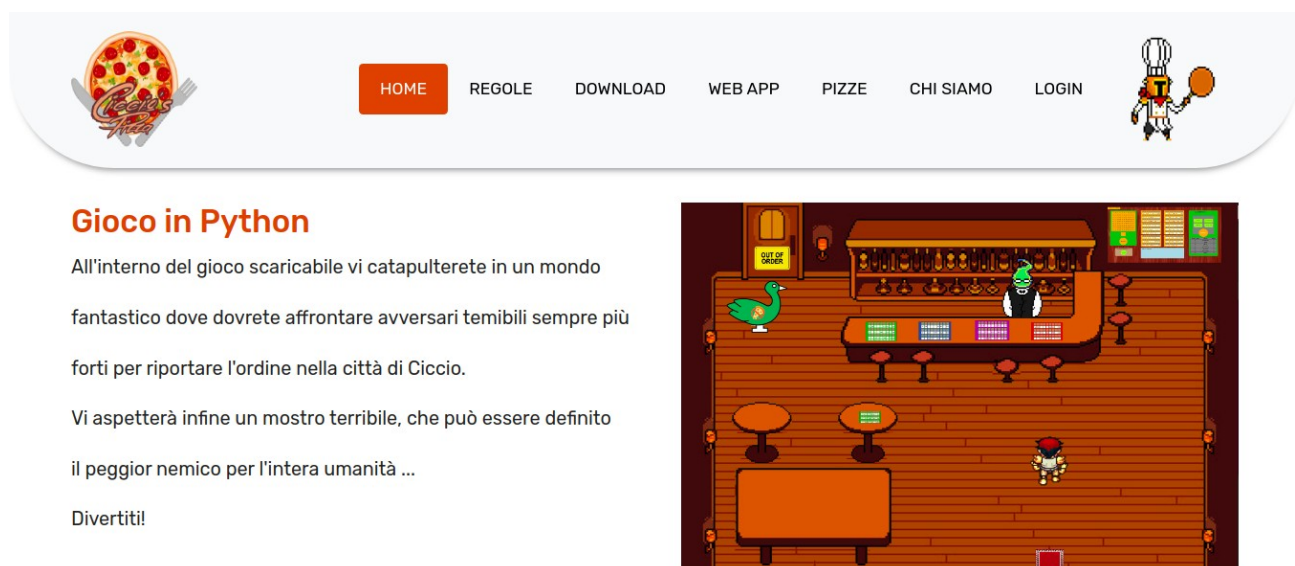 Ciccio's
Pizza
HOME REGOLE DOWNLOAD WEB APP PIZZE CHI SIAMO LOGIN
T
Gioco in Python
All'interno del gioco scaricabile vi catapulterete in un mondo
fantastico dove dovrete affrontare avversari temibili sempre più
forti per riportare l'ordine nella città di Ciccio.
Vi aspetterà infine un mostro terribile, che può essere definito
il peggior nemico per l'intera umanità ...
Divertiti!
OUT OF
ORDER